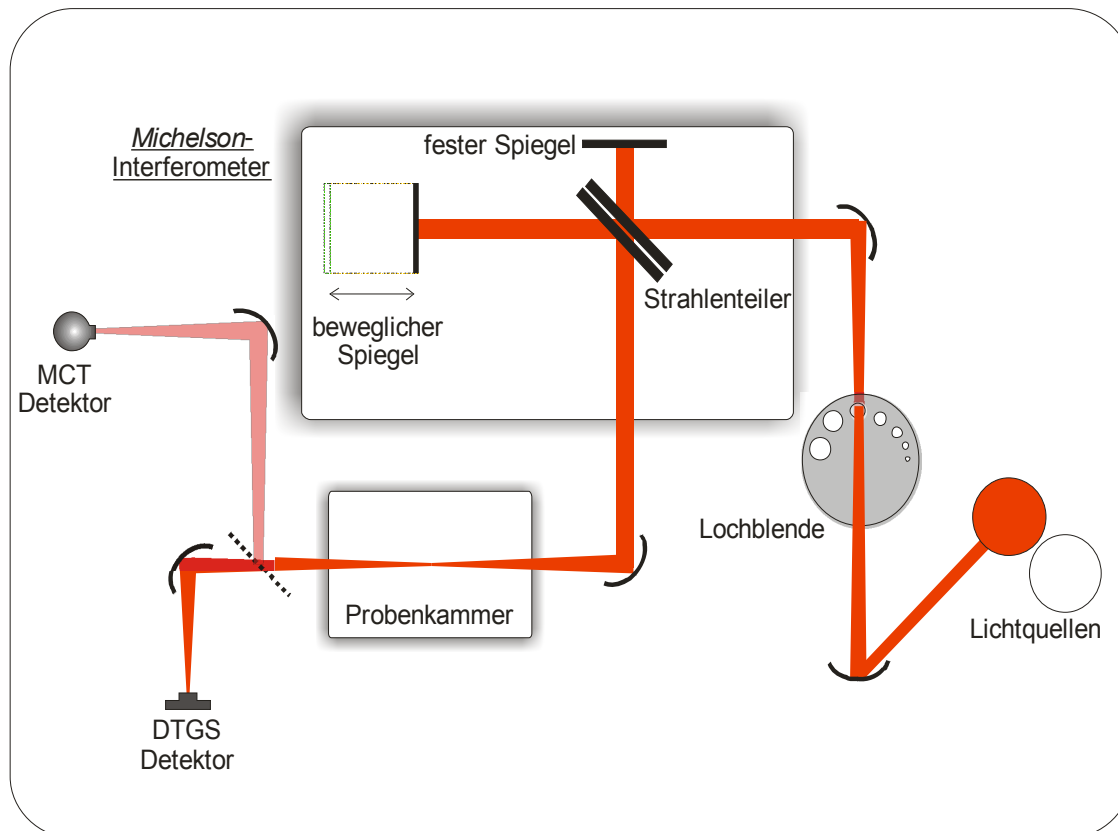 Michelson-
Interferometer
fester Spiegel
Strahlenteiler
beweglicher
Spiegel
MCT
Detektor
Lochblende
Probenkammer
Lichtquellen
DTGS
Detektor